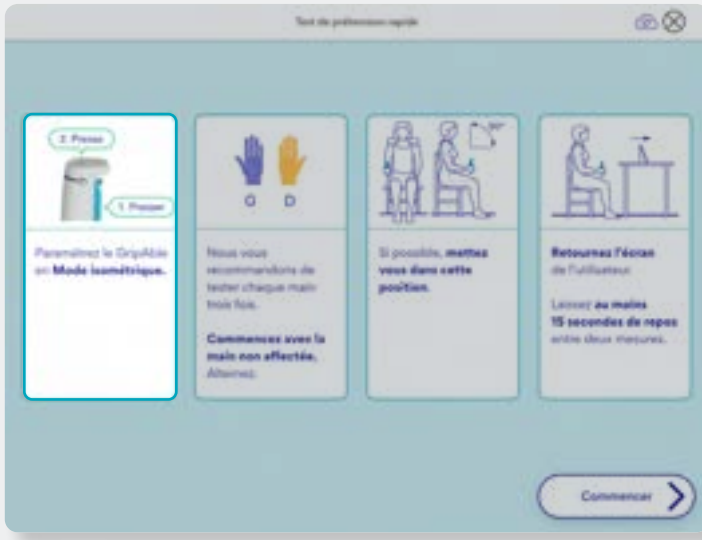 Test de préhension rapide
2. Pressez
1. Presser
Paramétrez le GripAble
en Mode isométrique.
G D
Nous vous
recommandons de
tester chaque main
trois fois.
Commencez avec la
main non affectée.
Alternez.
90°
Si possible, mettez
vous dans cette
position.
Retournez l'écran
de l'utilisateur.
Laissez au moins
15 secondes de repos
entre deux mesures.
Commencer